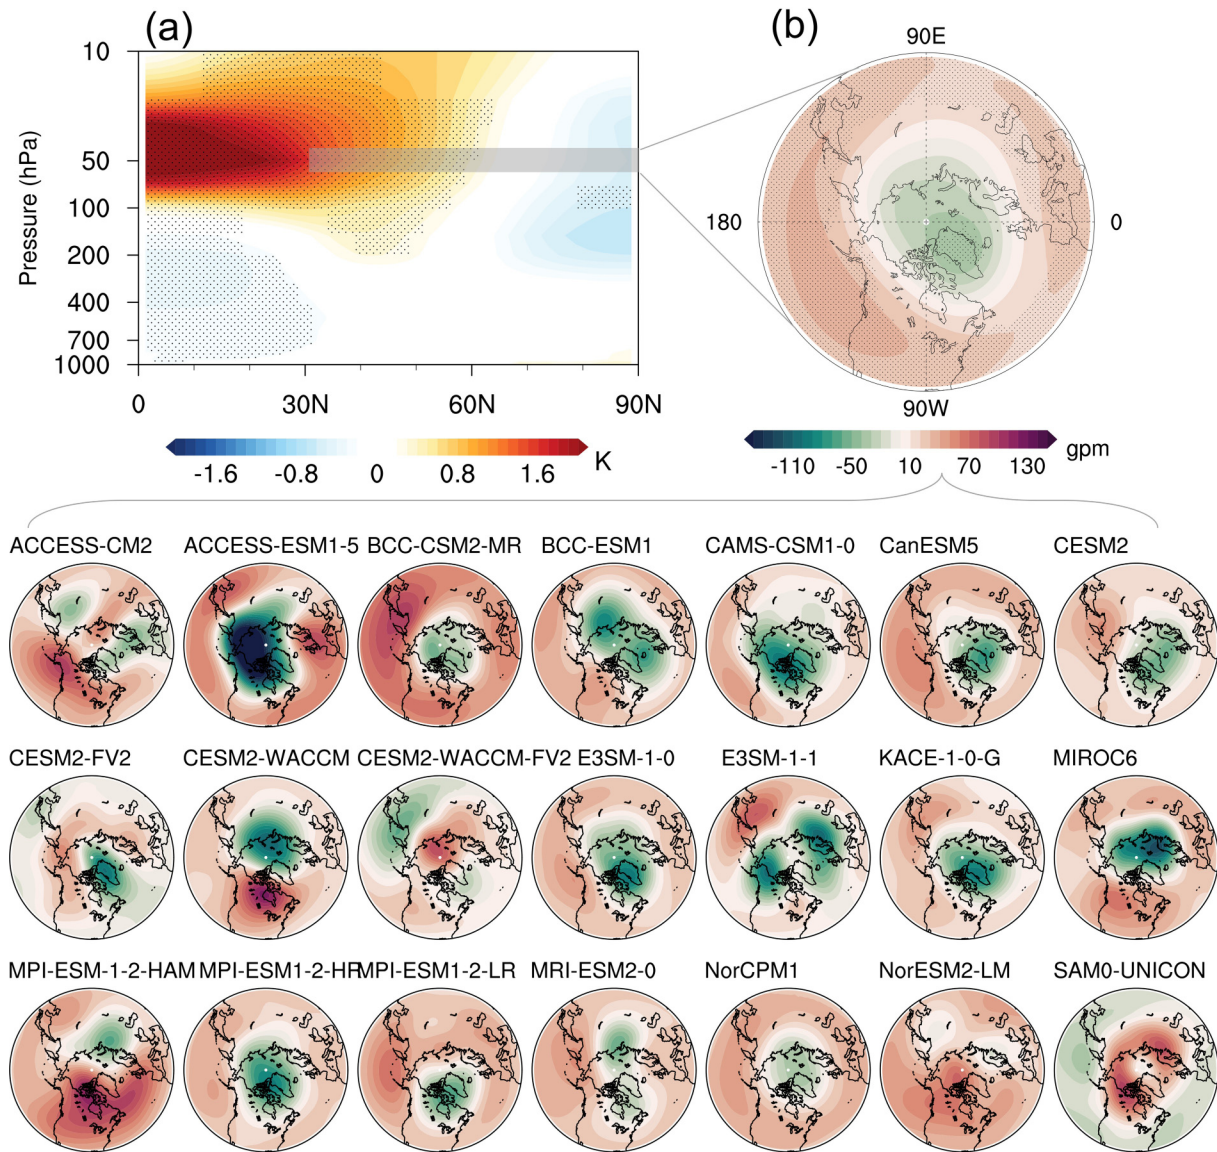 (a)
(b)
90E
180
0
90W
Pressure (hPa)
10
50
100
200
400
700
1000
0
30N
60N
90N
-1.6
-0.8
0
0.8
1.6
K
-110
-50
10
70
130
gpm
ACCESS-CM2
ACCESS-ESM1-5
BCC-CSM2-MR
BCC-ESM1
CAMS-CSM1-0
CanESM5
CESM2
CESM2-FV2
CESM2-WACCM
CESM2-WACCM-FV2
E3SM-1-0
E3SM-1-1
KACE-1-0-G
MIROC6
MPI-ESM-1-2-HAM
MPI-ESM1-2-HR
MPI-ESM1-2-LR
MRI-ESM2-0
NorCPM1
NorESM2-LM
SAM0-UNICON